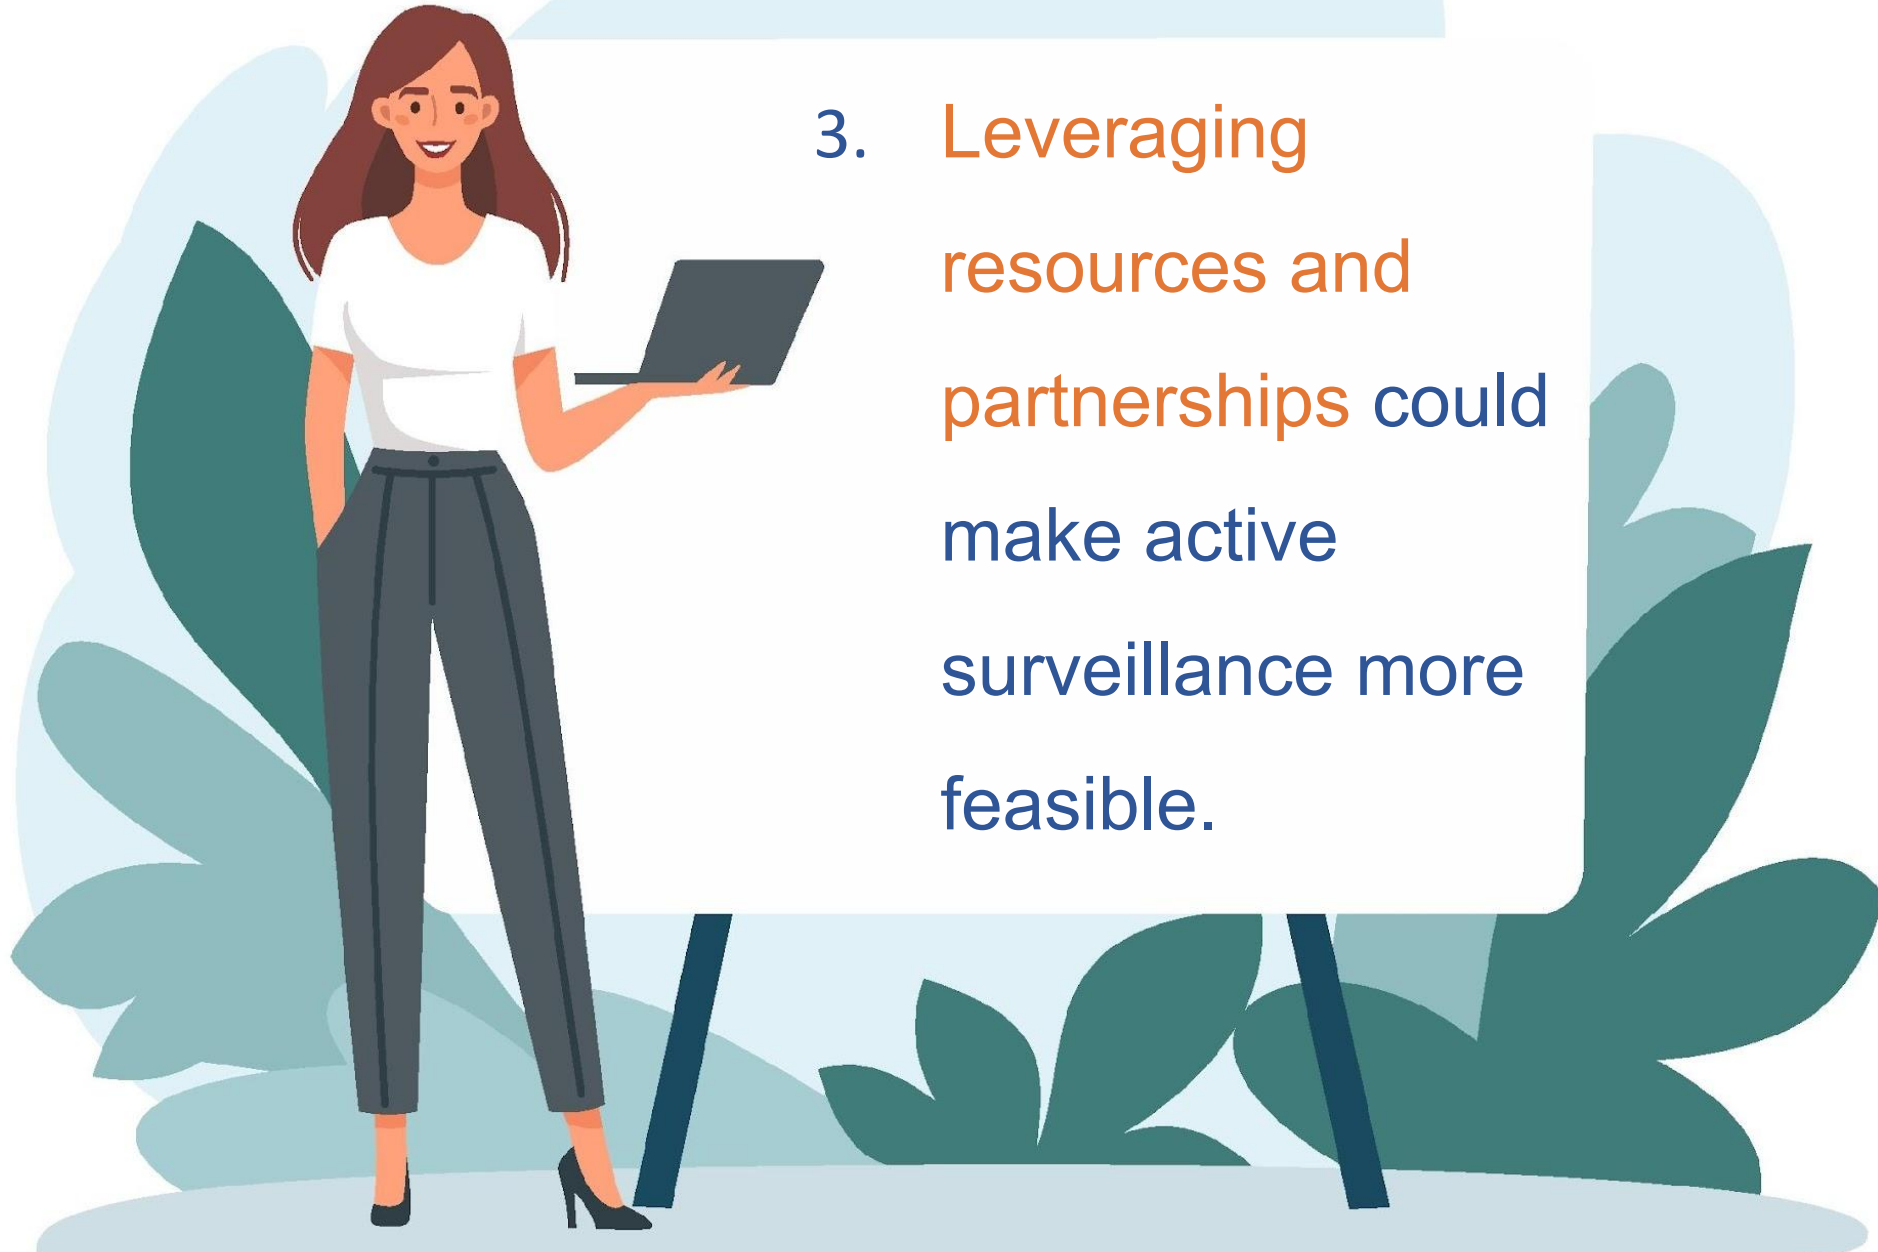 3. Leveraging
resources and
partnerships could
make active
surveillance more
feasible.